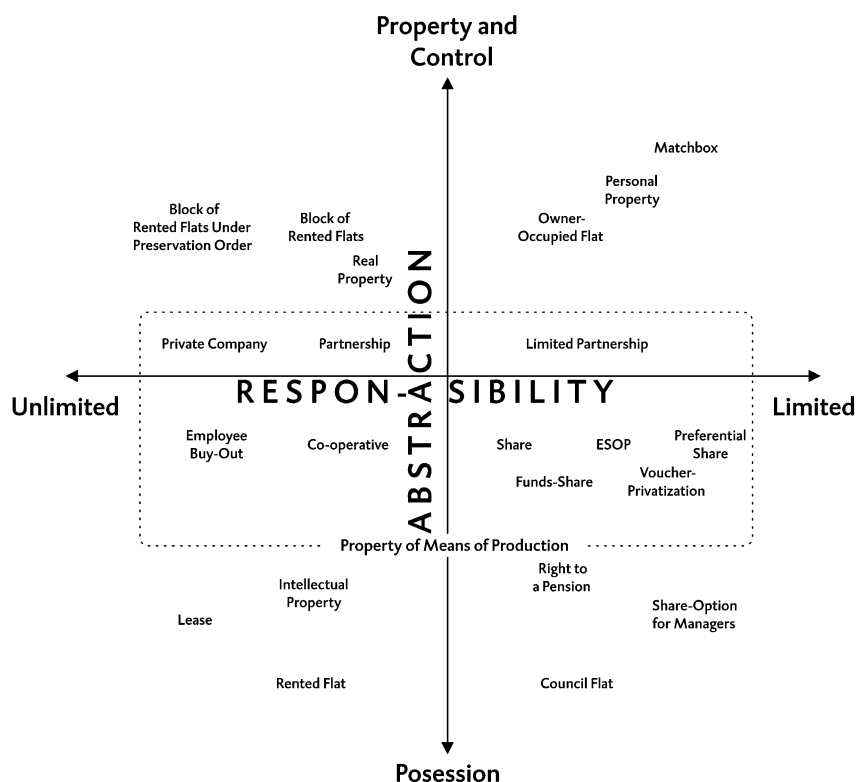 Property and
Control
Matchbox
Personal
Property
Block of
Rented Flats Under
Preservation Order
Block of
Rented Flats
Owner-
Occupied Flat
Real
Property
ABSTRACTION
Private Company
Partnership
Limited Partnership
RESPON-SIBILITY
Unlimited
Limited
Employee
Buy-Out
Co-operative
Share
ESOP
Preferential
Share
Funds-Share
Voucher-
Privatization
Property of Means of Production
Right to
a Pension
Intellectual
Property
Share-Option
for Managers
Lease
Rented Flat
Council Flat
Posession